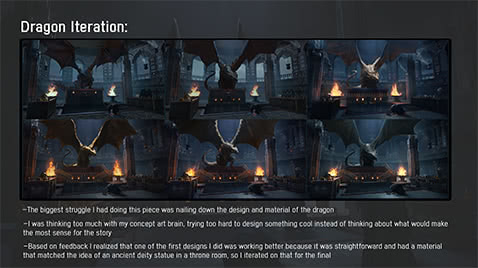 Dragon Iteration:
-The biggest struggle I had doing this piece was nailing down the design and material of the dragon
-I was thinking too much with my concept art brain, trying too hard to design something cool instead of thinking about what would make
the most sense for the story
-Based on feedback I realized that one of the first designs I did was working better because it was straightforward and had a material
that matched the idea of an ancient deity statue in a throne room, so I iterated on that for the final